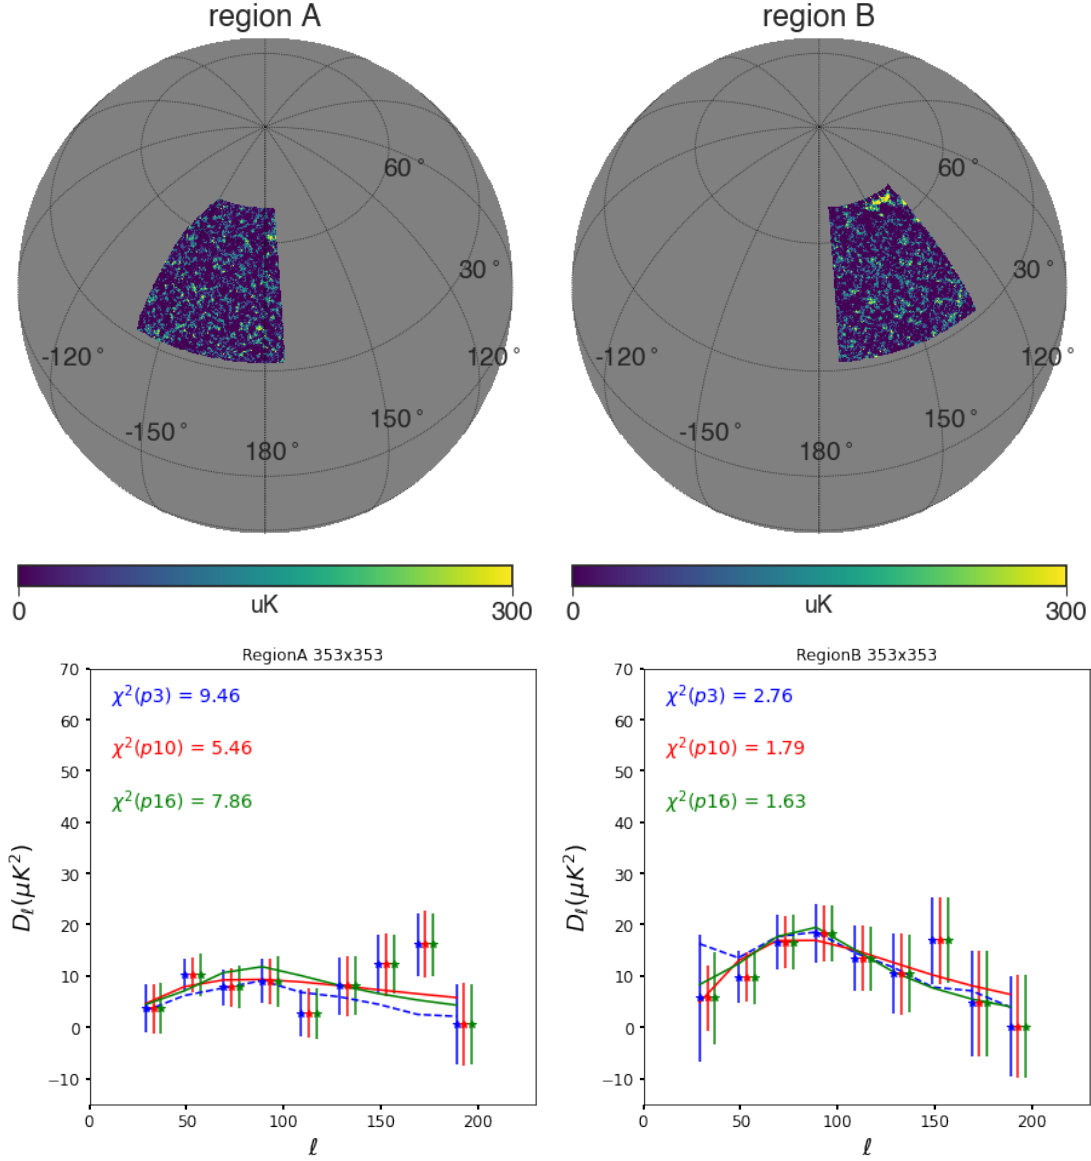 region A
region B
60°
30°
-120°
120°
-150°
150°
180°
60°
30°
-120°
120°
-150°
150°
180°
0
uK
300
0
uK
300
RegionA 353x353
χ²(p3) = 9.46
χ²(p10) = 5.46
χ²(p16) = 7.86
70
60
50
40
30
20
10
0
−10
Dℓ(μK²)
0
50
100
150
200
ℓ
RegionB 353x353
χ²(p3) = 2.76
χ²(p10) = 1.79
χ²(p16) = 1.63
70
60
50
40
30
20
10
0
−10
Dℓ(μK²)
0
50
100
150
200
ℓ